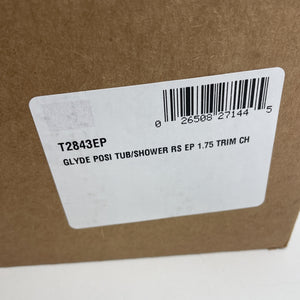 0 26508 27144 5
T2843EP
GLYDE POSI TUB/SHOWER RS EP 1.75 TRIM CH